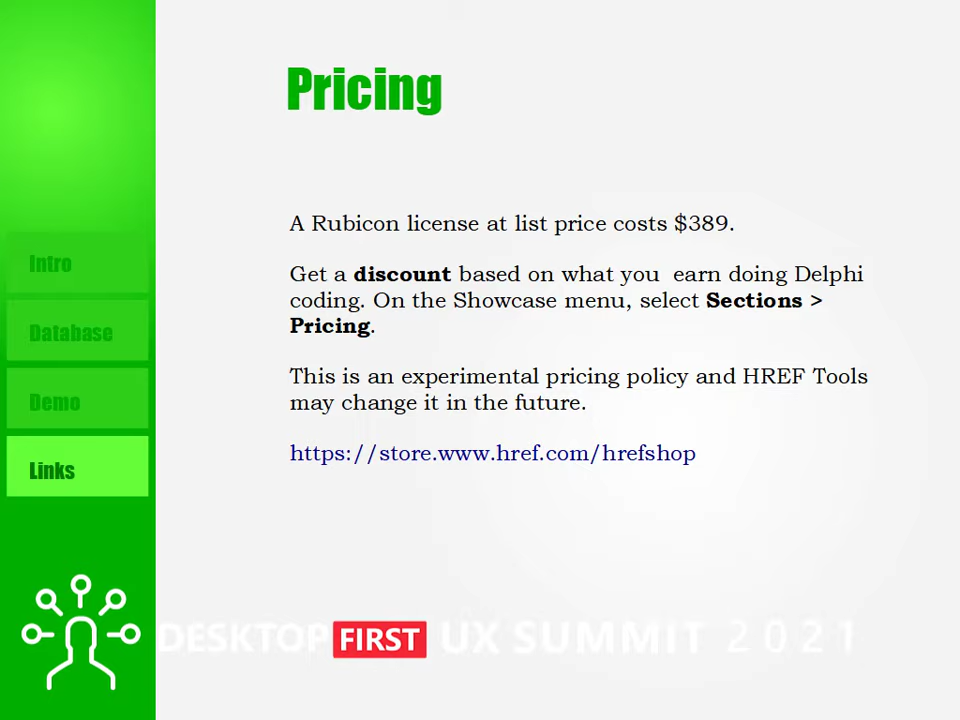 Pricing
A Rubicon license at list price costs $389.
Get a discount based on what you  earn doing Delphi
coding. On the Showcase menu, select Sections >
Pricing.
This is an experimental pricing policy and HREF Tools
may change it in the future.
https://store.www.href.com/hrefshop
Intro
Database
Demo
Links
DESKTOP FIRST UX SUMMIT 2021